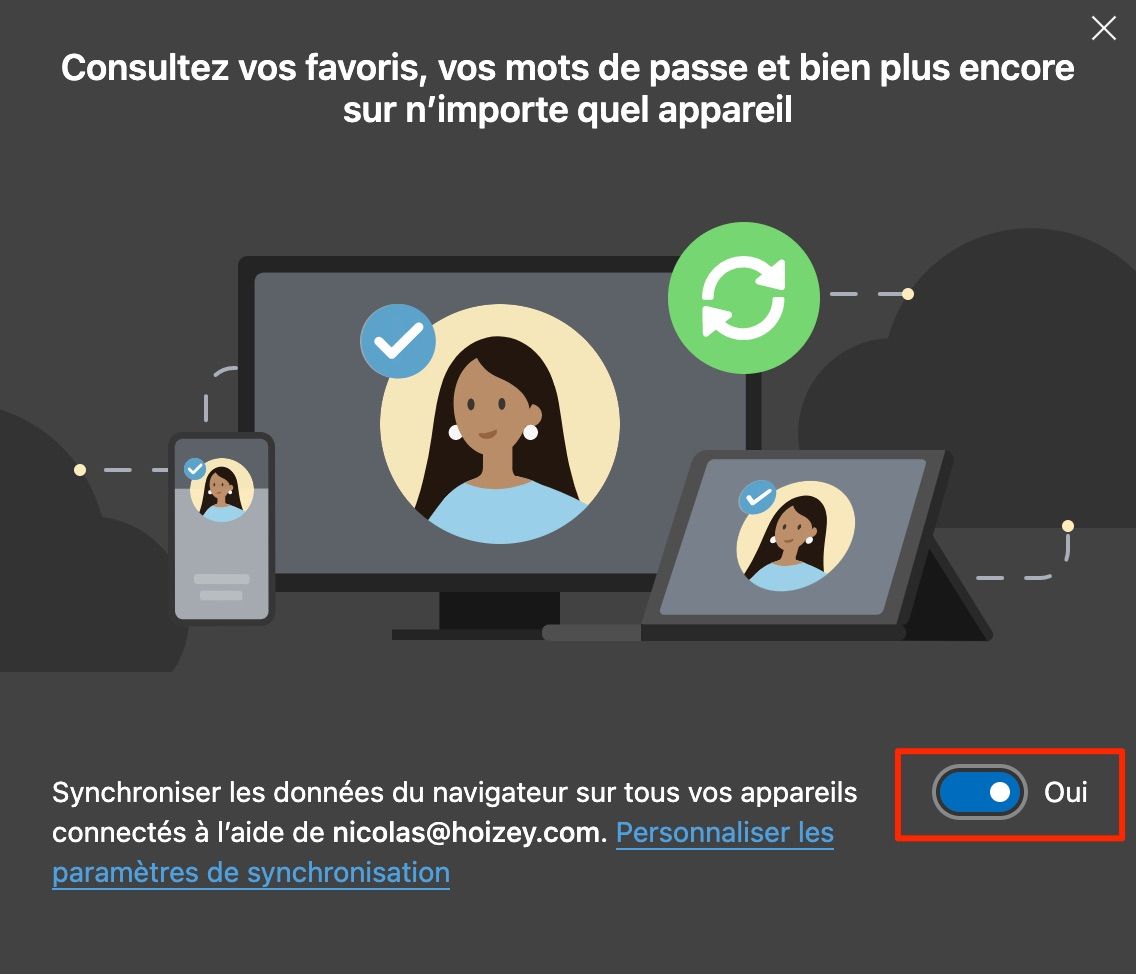 Consultez vos favoris, vos mots de passe et bien plus encore
sur n’importe quel appareil
Synchroniser les données du navigateur sur tous vos appareils
connectés à l’aide de nicolas@hoizey.com. Personnaliser les
paramètres de synchronisation
Oui